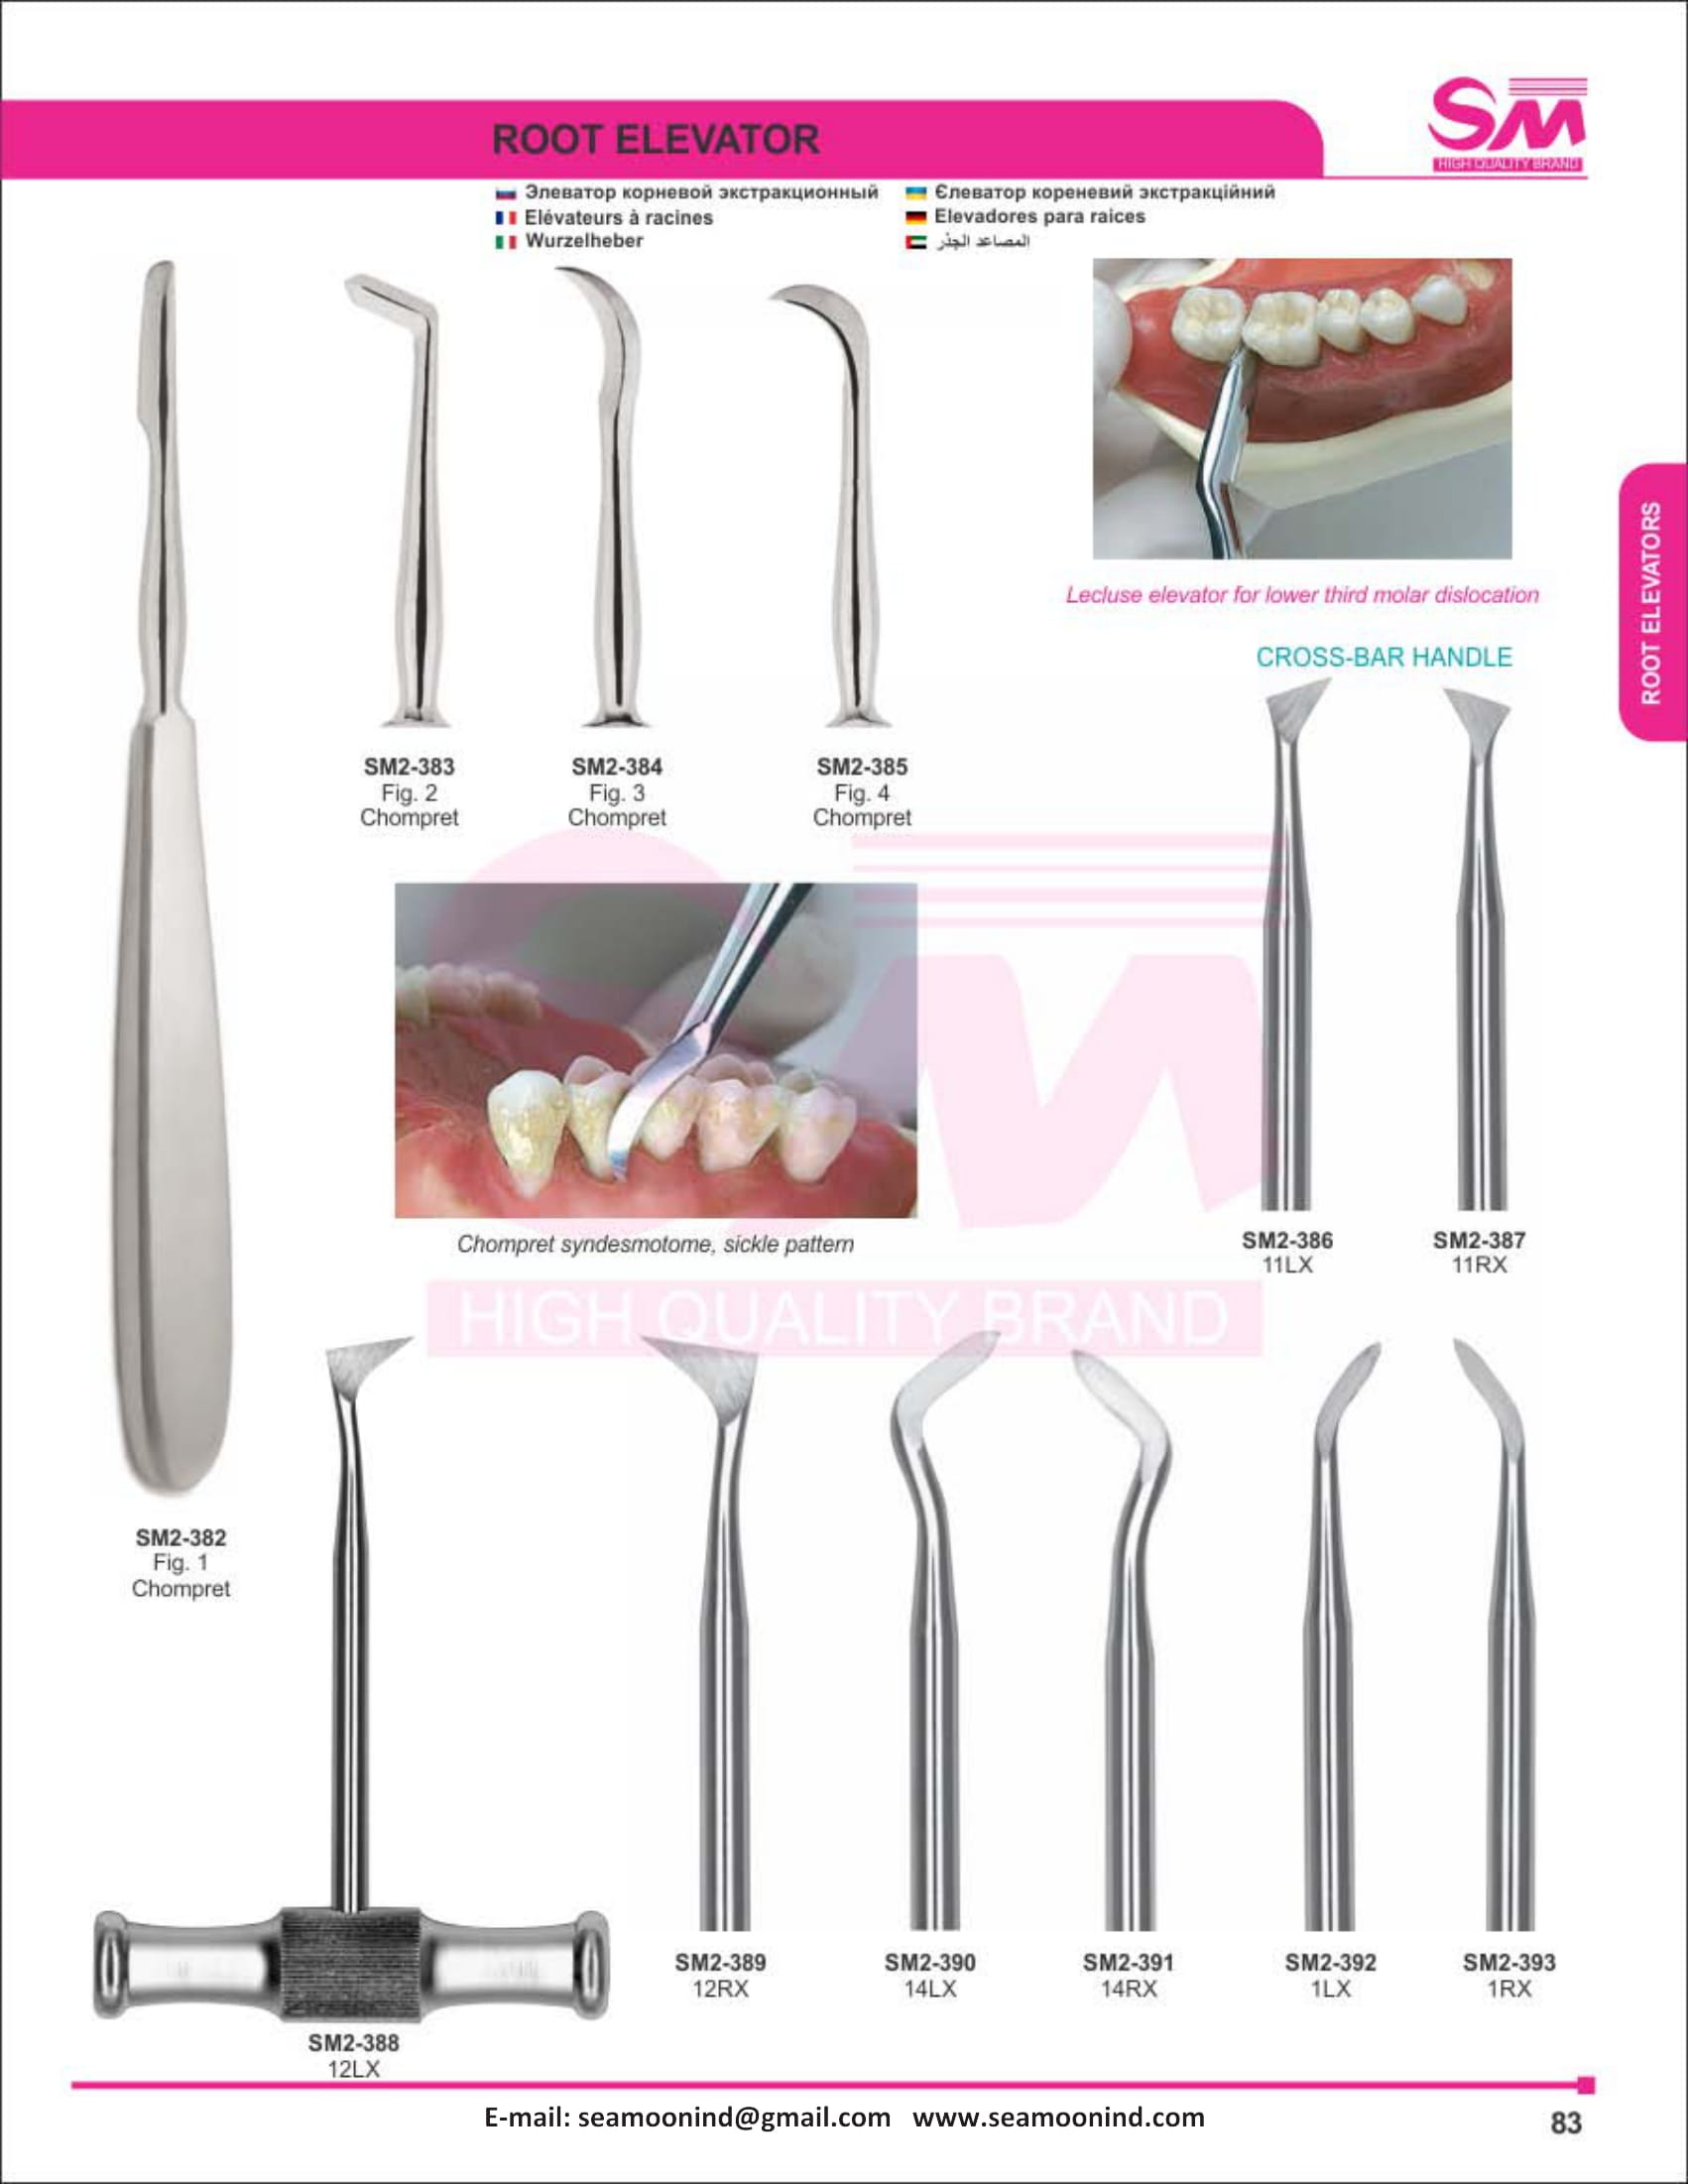 SM
HIGH QUALITY BRAND
ROOT ELEVATOR
Элеватор корневой экстракционный
Єлеватор кореневий экстракційний
Elévateurs à racines
Elevadores para raices
Wurzelheber
المصاعد الجذر
ROOT ELEVATORS
Lecluse elevator for lower third molar dislocation
CROSS-BAR HANDLE
SM2-383
Fig. 2
Chompret
SM2-384
Fig. 3
Chompret
SM2-385
Fig. 4
Chompret
Chompret syndesmotome, sickle pattern
SM2-386
11LX
SM2-387
11RX
SM
HIGH QUALITY BRAND
SM2-382
Fig. 1
Chompret
SM2-388
12LX
SM2-389
12RX
SM2-390
14LX
SM2-391
14RX
SM2-392
1LX
SM2-393
1RX
E-mail: seamoonind@gmail.com www.seamoonind.com
83